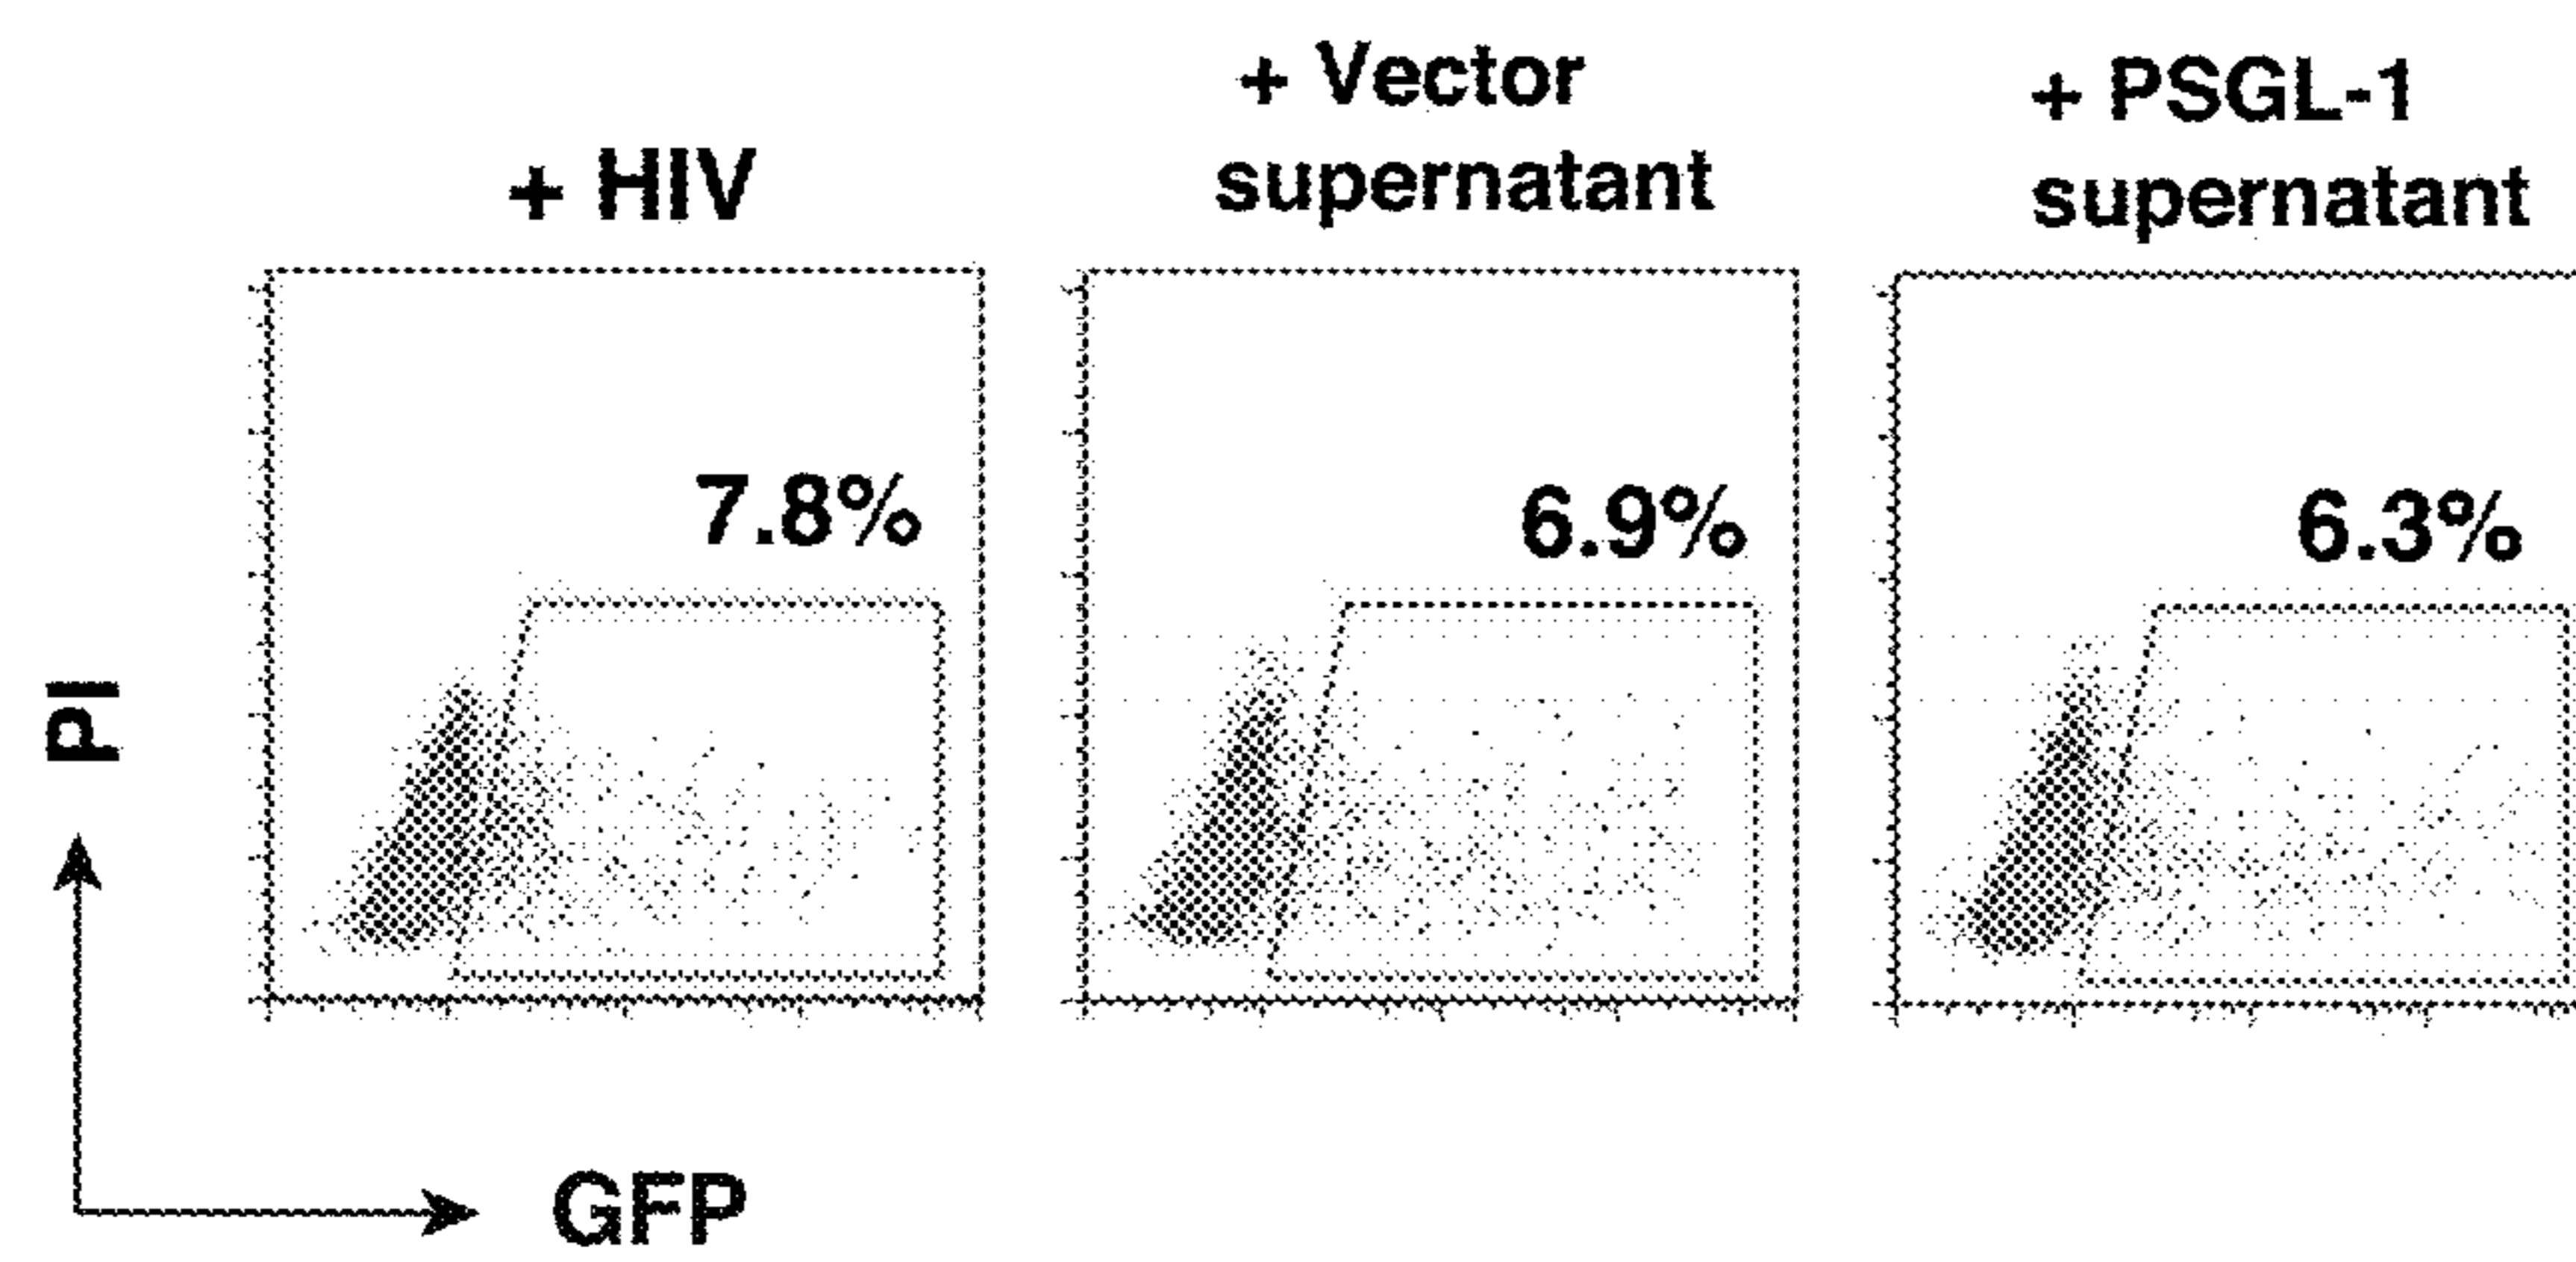 + HIV
+ Vector
supernatant
+ PSGL-1
supernatant
7.8%
6.9%
6.3%
PI
GFP